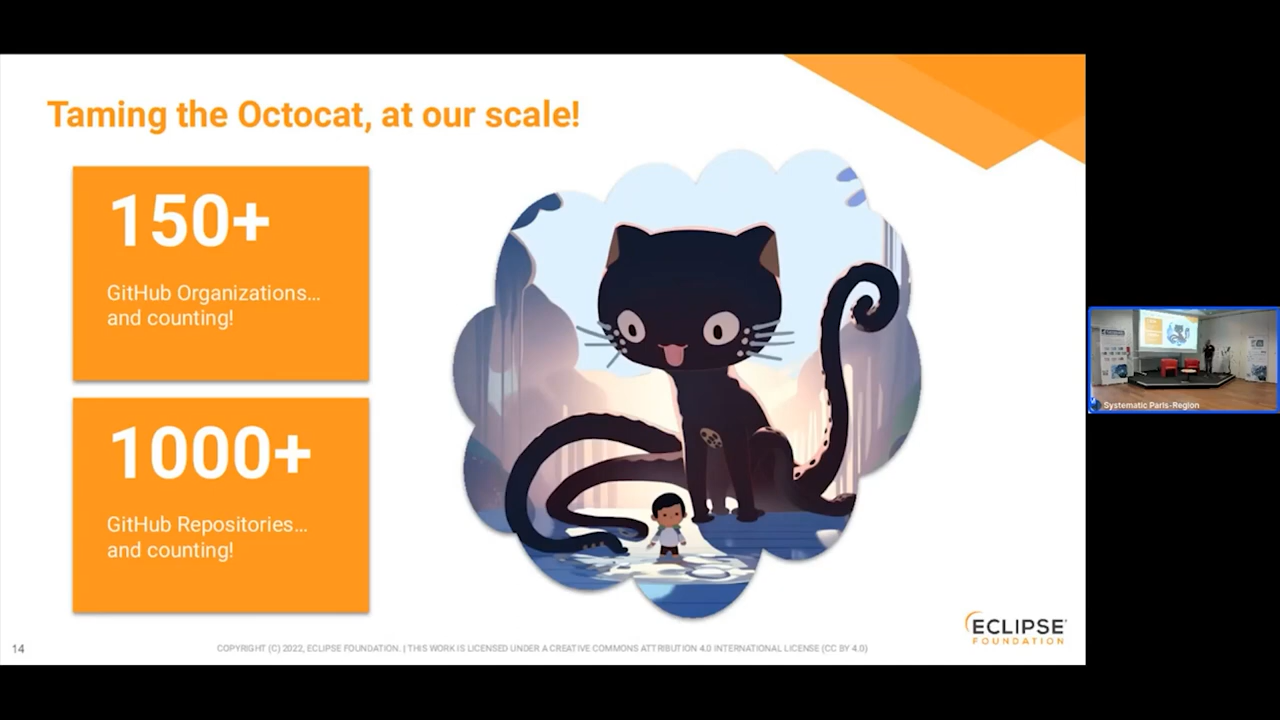 Taming the Octocat, at our scale!
150+
GitHub Organizations...
and counting!
1000+
GitHub Repositories...
and counting!
ECLIPSE
FOUNDATION
14
COPYRIGHT (C) 2022, ECLIPSE FOUNDATION. | THIS WORK IS LICENSED UNDER A CREATIVE COMMONS ATTRIBUTION 4.0 INTERNATIONAL LICENSE (CC BY 4.0)
Systematic Paris-Region